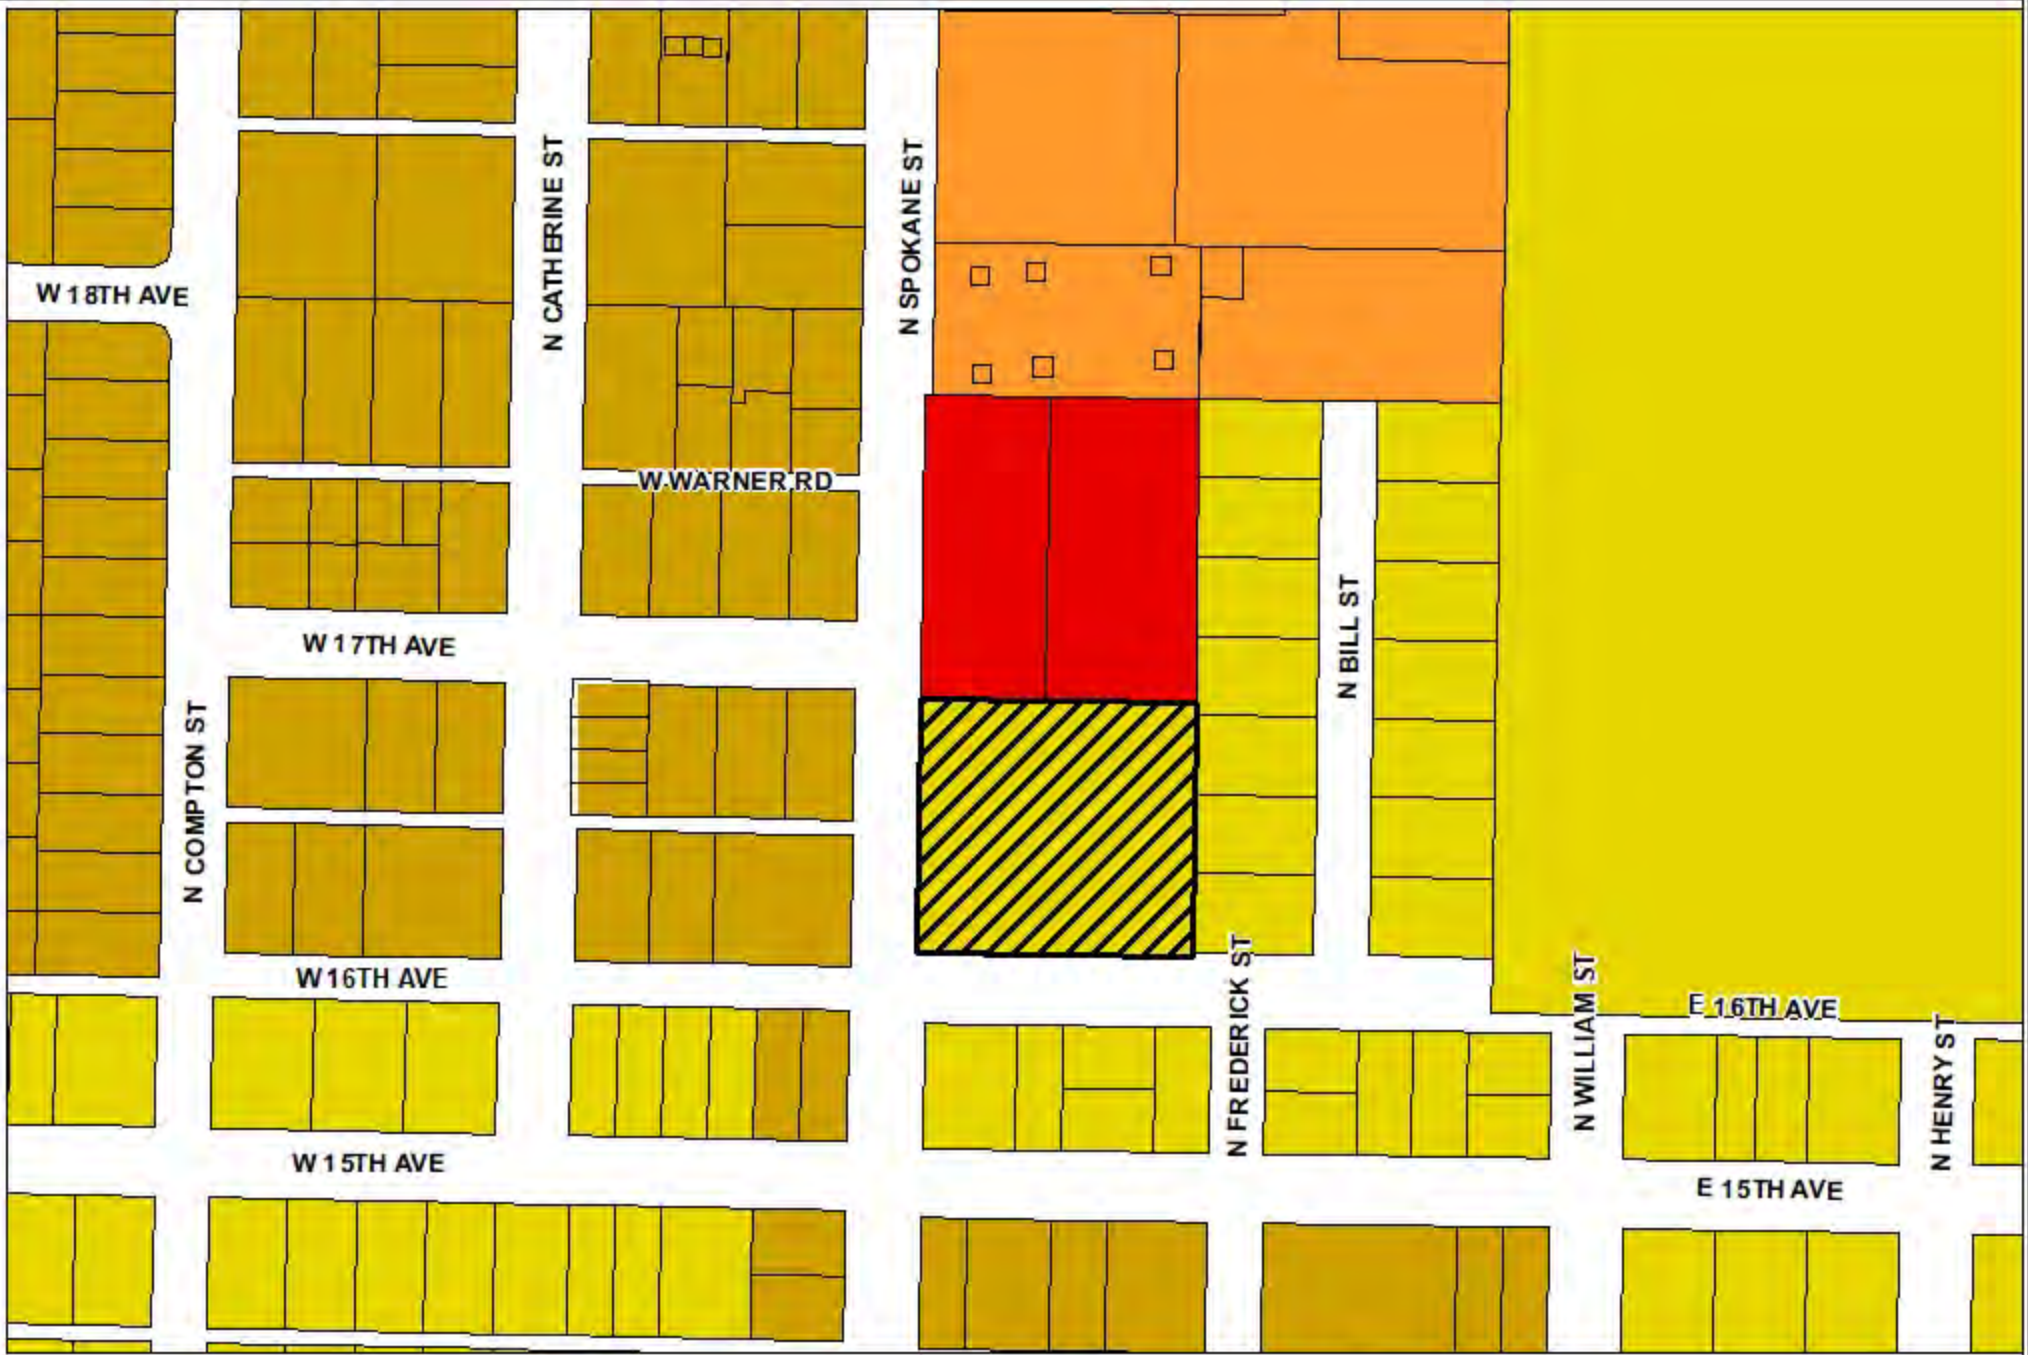 N CATHERINE ST
N SPOKANE ST
W 18TH AVE
W WARNER RD
N BILL ST
W 17TH AVE
N COMPTON ST
W 16TH AVE
N FREDERICK ST
N WILLIAM ST
E 16TH AVE
N HENRY ST
W 15TH AVE
E 15TH AVE